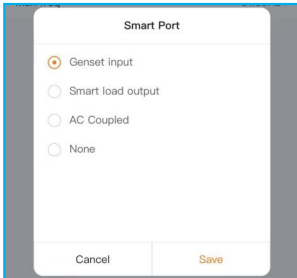 Smart Port
Genset input
Smart load output
AC Coupled
None
Cancel
Save